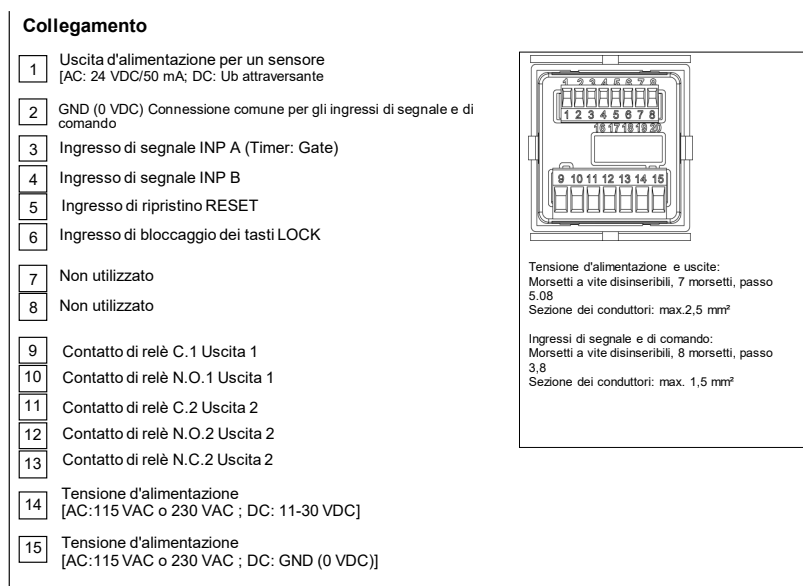 Collegamento
1 Uscita d'alimentazione per un sensore
[AC: 24 VDC/50 mA; DC: Ub attraversante
2 GND (0 VDC) Connessione comune per gli ingressi di segnale e di
comando
3 Ingresso di segnale INP A (Timer: Gate)
4 Ingresso di segnale INP B
5 Ingresso di ripristino RESET
6 Ingresso di bloccaggio dei tasti LOCK
7 Non utilizzato
8 Non utilizzato
9 Contatto di relè C.1 Uscita 1
10 Contatto di relè N.O.1 Uscita 1
11 Contatto di relè C.2 Uscita 2
12 Contatto di relè N.O.2 Uscita 2
13 Contatto di relè N.C.2 Uscita 2
14 Tensione d'alimentazione
[AC:115 VAC o 230 VAC ; DC: 11-30 VDC]
15 Tensione d'alimentazione
[AC:115 VAC o 230 VAC ; DC: GND (0 VDC)]
1 2 3 4 5 6 7 8
1 2 3 4 5 6 7 8
16 17 18 19 20
9 10 11 12 13 14 15
Tensione d'alimentazione e uscite:
Morsetti a vite disinseribili, 7 morsetti, passo
5.08
Sezione dei conduttori: max.2,5 mm²
Ingressi di segnale e di comando:
Morsetti a vite disinseribili, 8 morsetti, passo
3,8
Sezione dei conduttori: max. 1,5 mm²